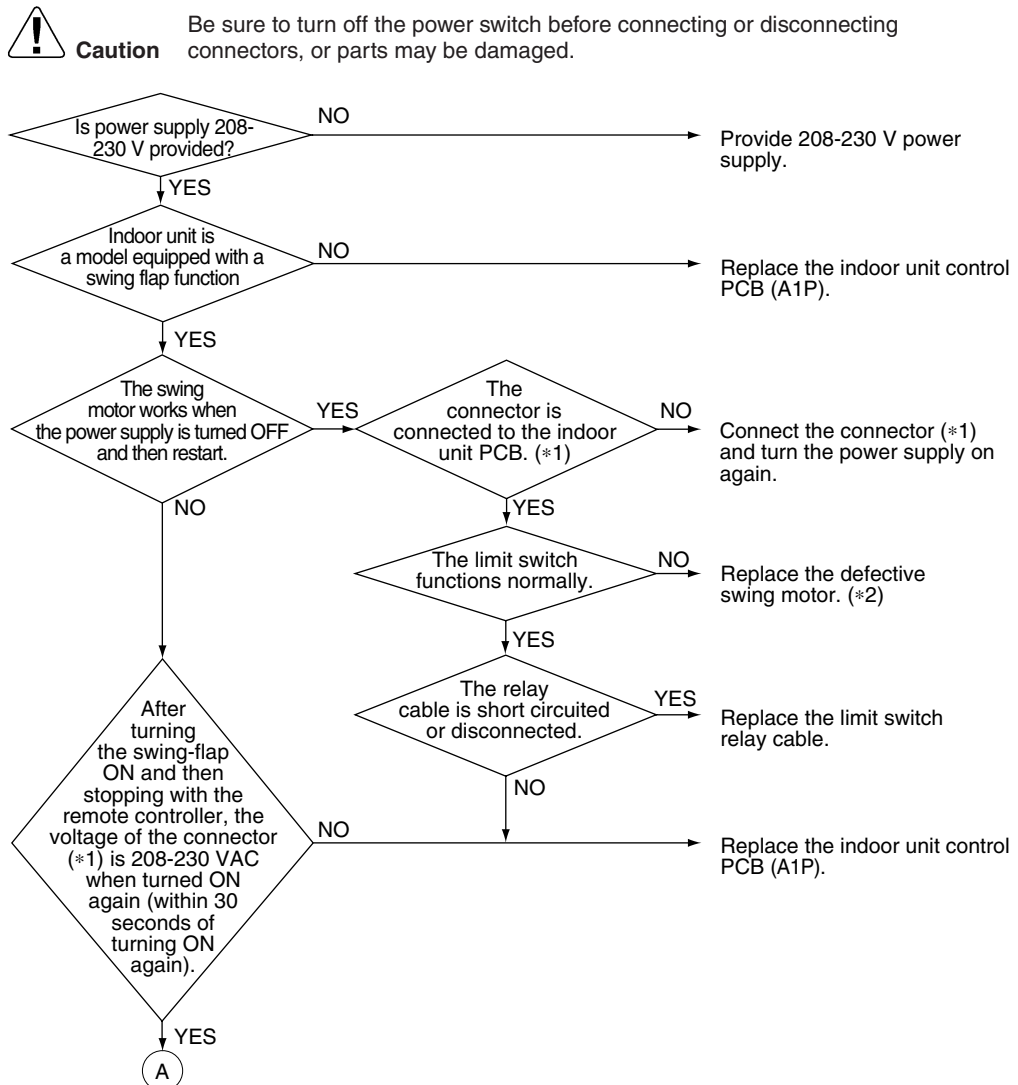 Be sure to turn off the power switch before connecting or disconnecting
Caution connectors, or parts may be damaged.
Is power supply 208-
230 V provided?
NO
Provide 208-230 V power
supply.
YES
Indoor unit is
a model equipped with a
swing flap function
NO
Replace the indoor unit control
PCB (A1P).
YES
The swing
motor works when
the power supply is turned OFF
and then restart.
YES
The
connector is
connected to the indoor
unit PCB. (*1)
NO
Connect the connector (*1)
and turn the power supply on
again.
NO
YES
The limit switch
functions normally.
NO
Replace the defective
swing motor. (*2)
YES
The relay
cable is short circuited
or disconnected.
YES
Replace the limit switch
relay cable.
NO
After
turning
the swing-flap
ON and then
stopping with the
remote controller, the
voltage of the connector
(*1) is 208-230 VAC
when turned ON
again (within 30
seconds of
turning ON
again).
NO
Replace the indoor unit control
PCB (A1P).
YES
A